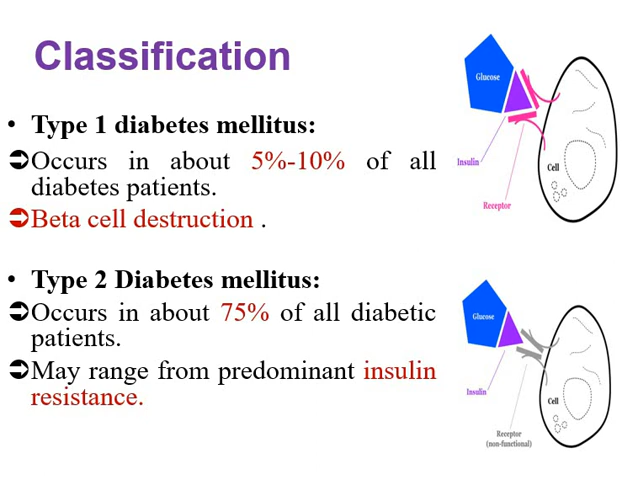 Classification
• Type 1 diabetes mellitus:
➲Occurs in about 5%-10% of all
diabetes patients.
➲Beta cell destruction .
• Type 2 Diabetes mellitus:
➲Occurs in about 75% of all diabetic
patients.
➲May range from predominant insulin
resistance.
Glucose
Insulin
Cell
Receptor
Glucose
Insulin
Cell
Receptor
(non-functional)